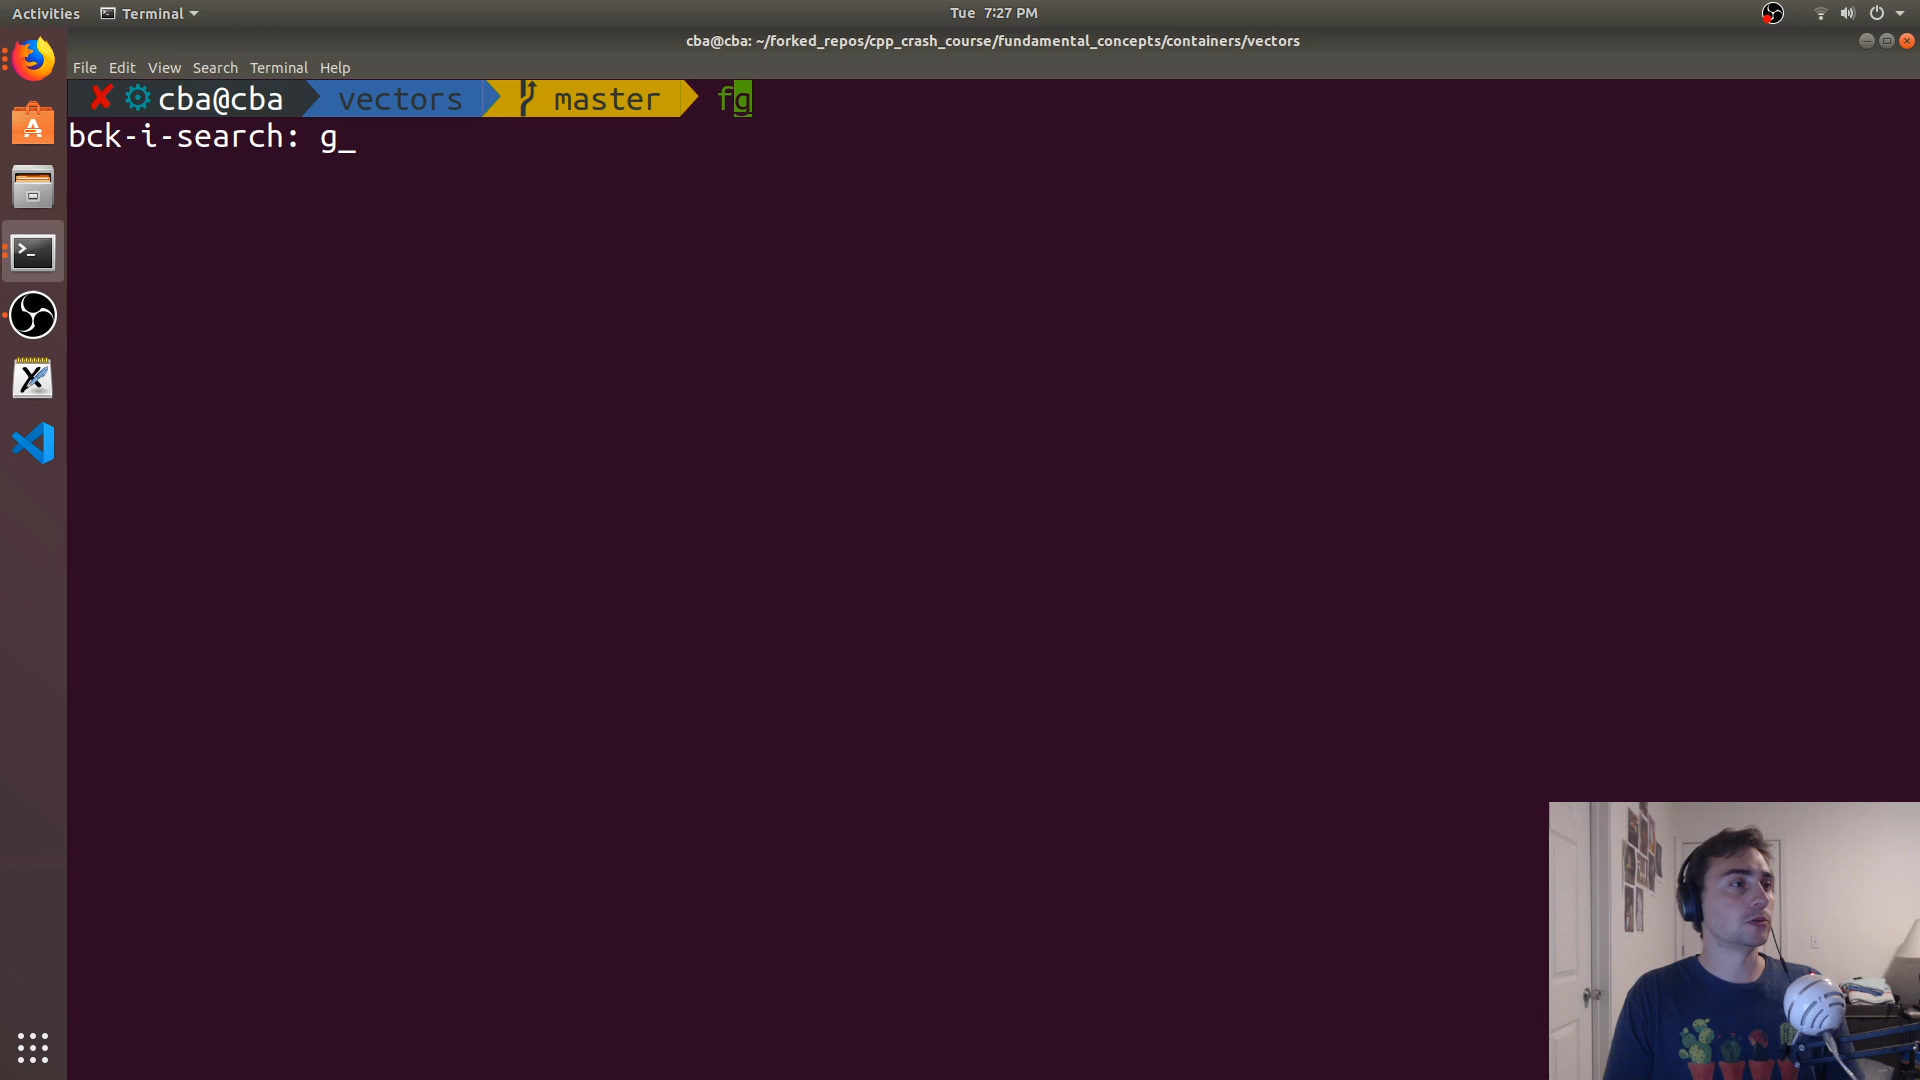 Activities Terminal Tue 7:27 PM
cba@cba: ~/forked_repos/cpp_crash_course/fundamental_concepts/containers/vectors
File Edit View Search Terminal Help
✘ ⚙ cba@cba vectors master fg
bck-i-search: g_